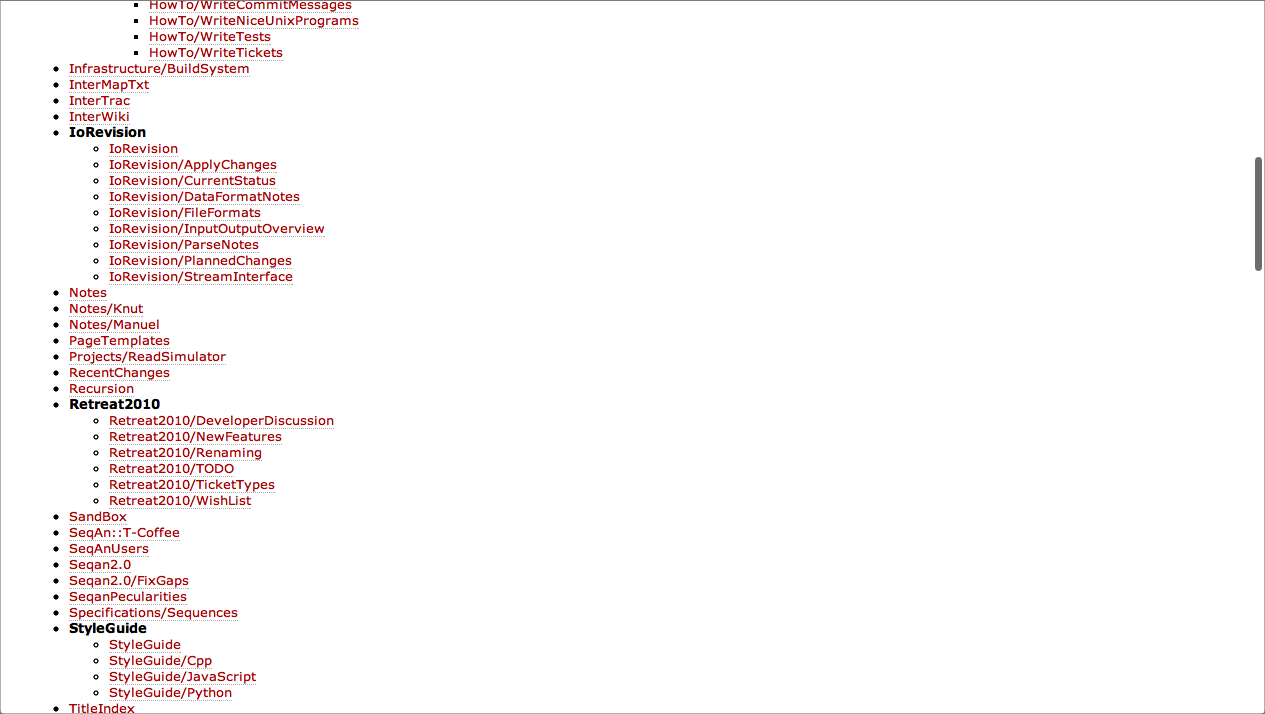 HowTo/WriteCommitMessages
HowTo/WriteNiceUnixPrograms
HowTo/WriteTests
HowTo/WriteTickets
Infrastructure/BuildSystem
InterMapTxt
InterTrac
InterWiki
IoRevision
IoRevision
IoRevision/ApplyChanges
IoRevision/CurrentStatus
IoRevision/DataFormatNotes
IoRevision/FileFormats
IoRevision/InputOutputOverview
IoRevision/ParseNotes
IoRevision/PlannedChanges
IoRevision/StreamInterface
Notes
Notes/Knut
Notes/Manuel
PageTemplates
Projects/ReadSimulator
RecentChanges
Recursion
Retreat2010
Retreat2010/DeveloperDiscussion
Retreat2010/NewFeatures
Retreat2010/Renaming
Retreat2010/TODO
Retreat2010/TicketTypes
Retreat2010/WishList
SandBox
SeqAn::T-Coffee
SeqAnUsers
Seqan2.0
Seqan2.0/FixGaps
SeqanPecularities
Specifications/Sequences
StyleGuide
StyleGuide
StyleGuide/Cpp
StyleGuide/JavaScript
StyleGuide/Python
TitleIndex